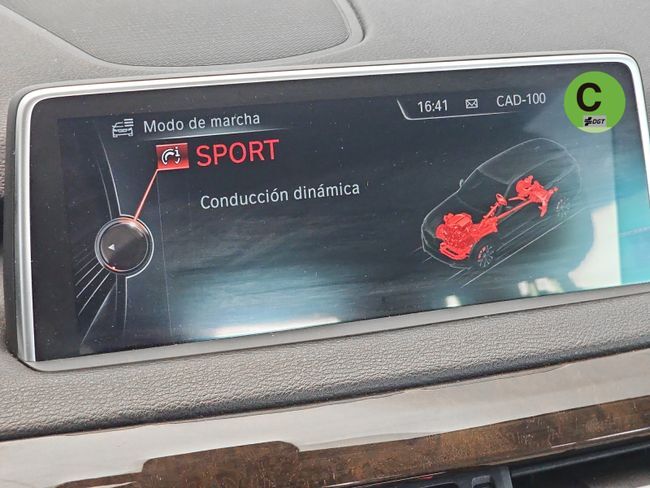 Modo de marcha
16:41
CAD-100
C
DGT
SPORT
Conducción dinámica